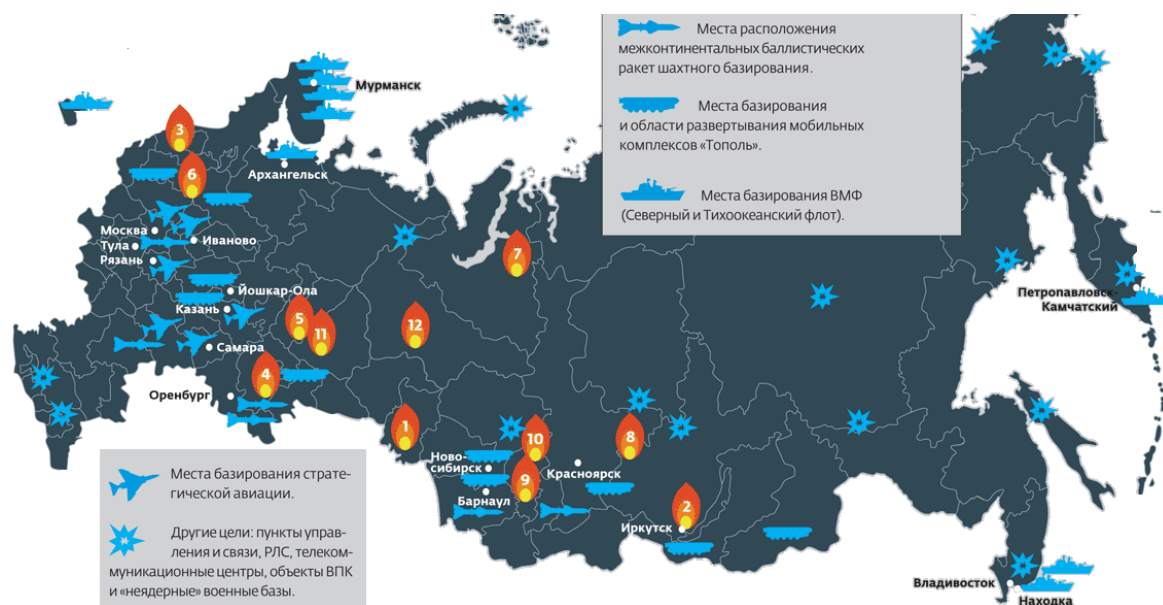 Места расположения
межконтинентальных баллистических
ракет шахтного базирования.
Места базирования
и области развертывания мобильных
комплексов «Тополь».
Места базирования ВМФ
(Северный и Тихоокеанский флот).
Мурманск
3
Архангельск
6
Москва
Иваново
Тула
Рязань
7
Йошкар-Ола
Казань
5
11
12
Самара
4
Оренбург
Петропавловск-
Камчатский
1
10
8
Ново-
сибирск
Красноярск
9
Барнаул
2
Иркутск
Места базирования страте-
гической авиации.
Другие цели: пункты управ-
ления и связи, РЛС, телеком-
муникационные центры, объекты ВПК
и «неядерные» военные базы.
Владивосток
Находка